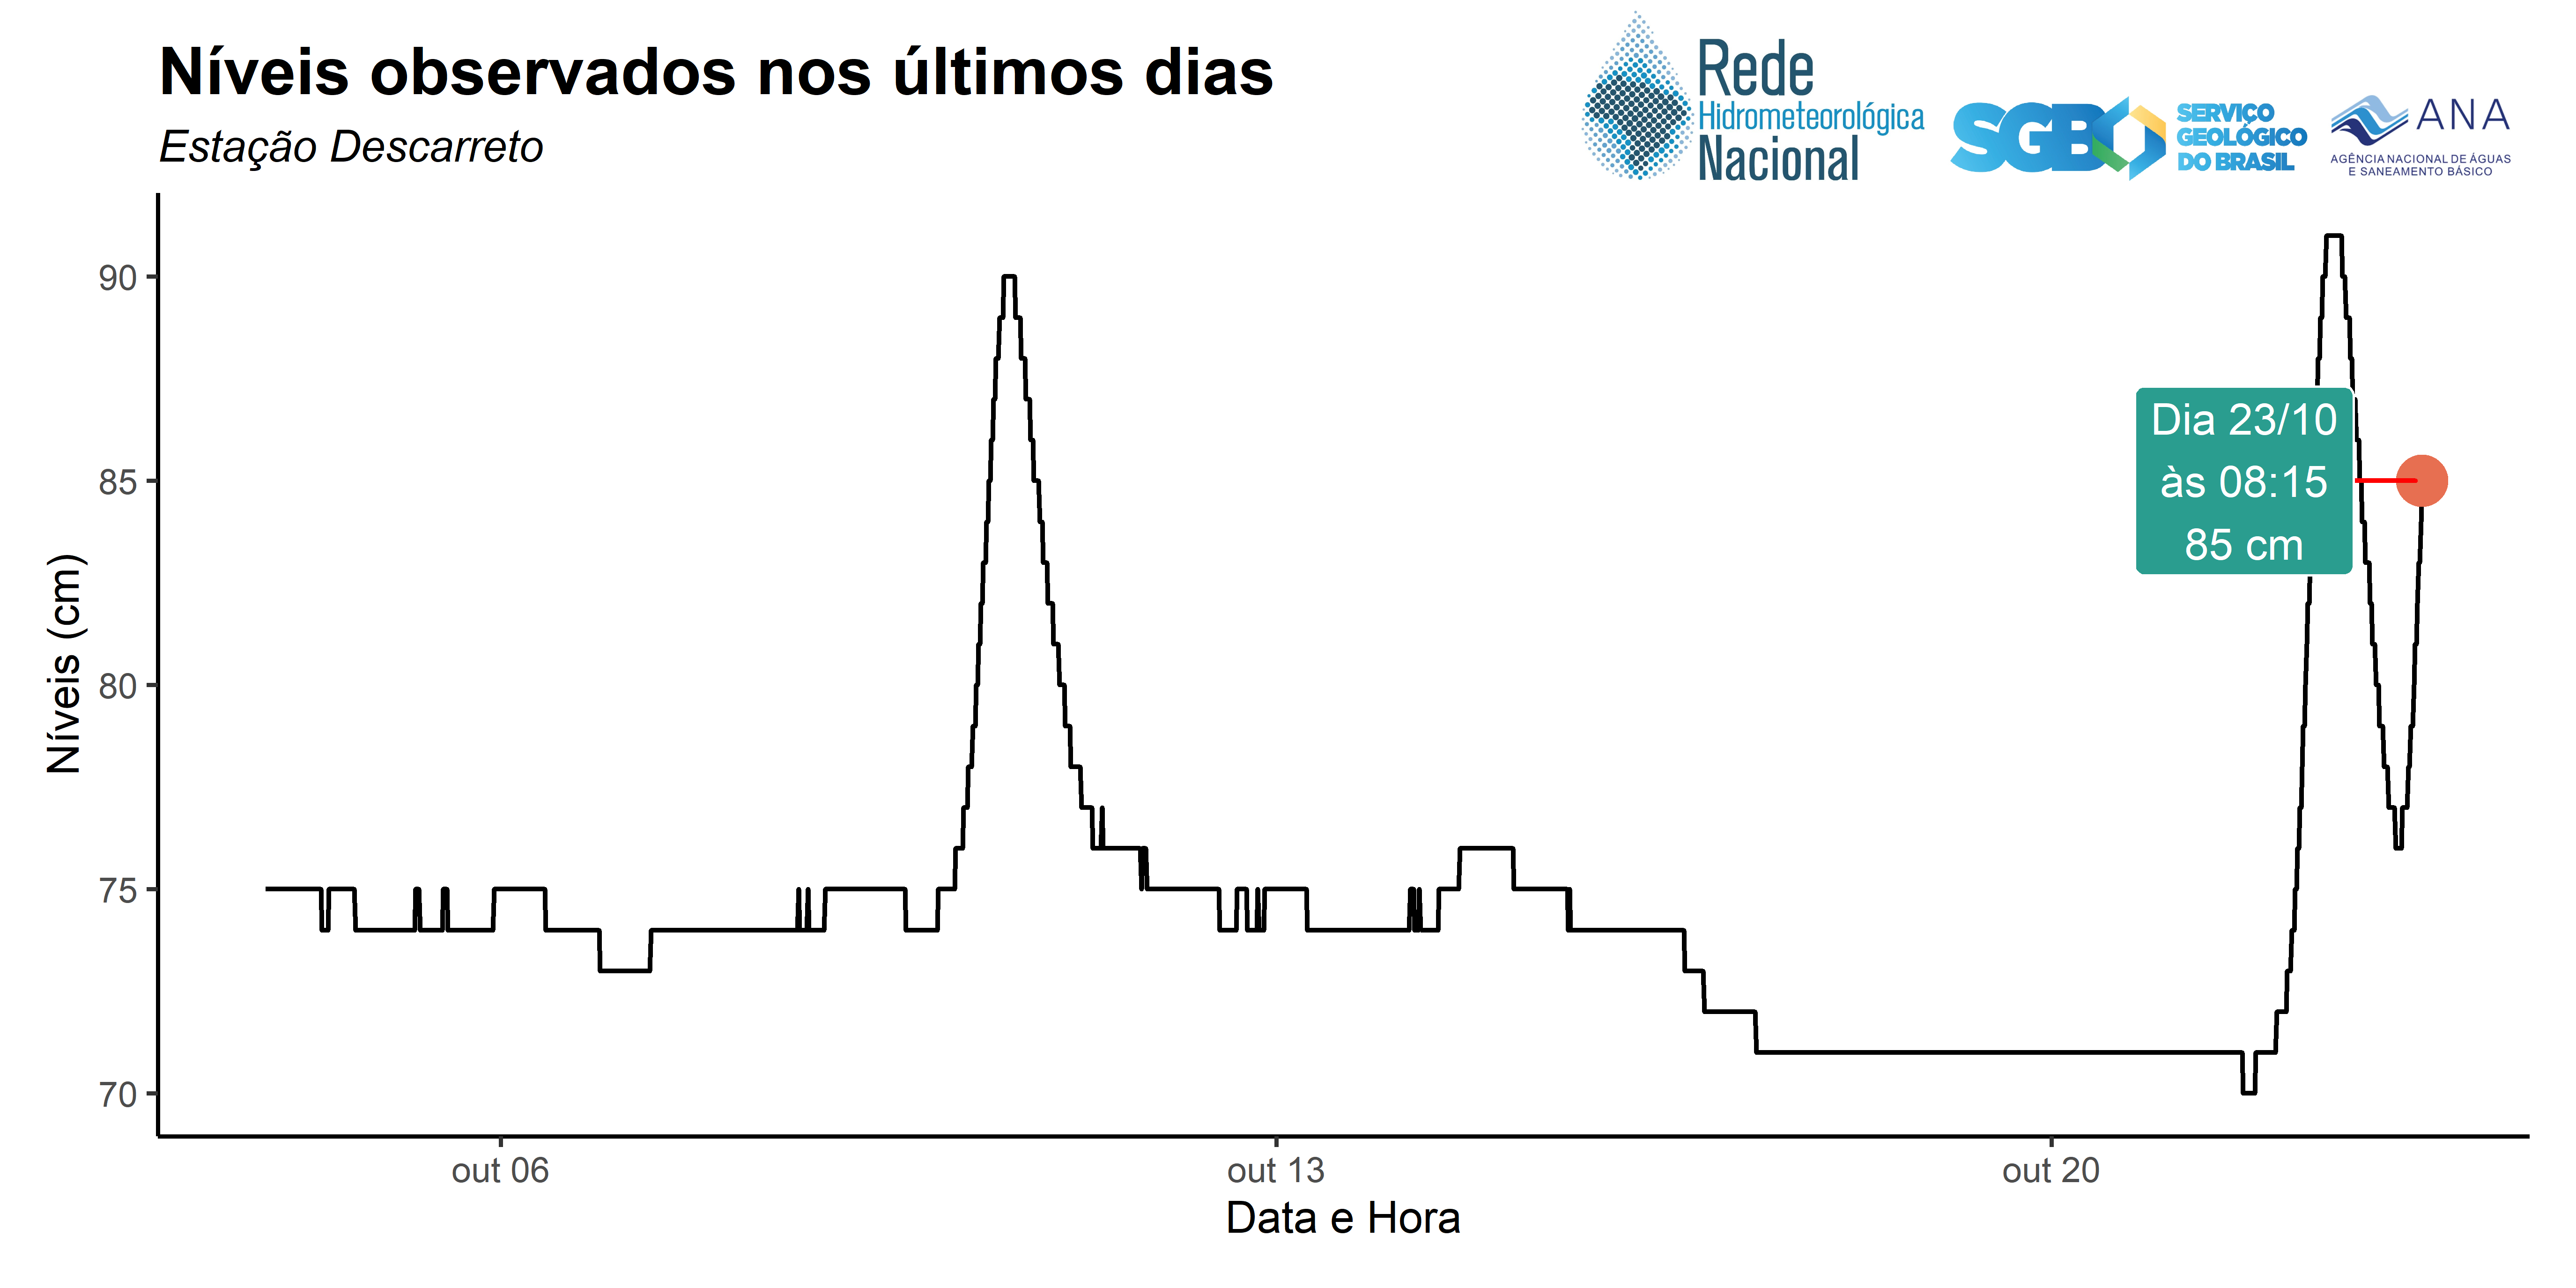 Níveis observados nos últimos dias
Estação Descarreto
Rede
Hidrometeorológica
Nacional
SGB
SERVIÇO
GEOLÓGICO
DO BRASIL
ANA
AGÊNCIA NACIONAL DE ÁGUAS
E SANEAMENTO BÁSICO
Níveis (cm)
90
85
80
75
70
Dia 23/10
às 08:15
85 cm
out 06
out 13
out 20
Data e Hora